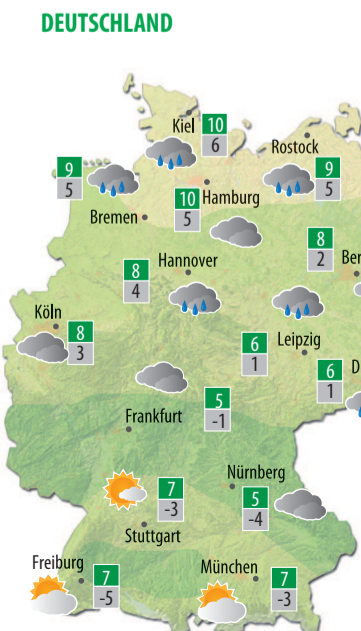 DEUTSCHLAND
Kiel 10
6
Rostock
9
5
9
5
10
5
Hamburg
Bremen
8
2
Ber
Hannover
8
4
Köln
8
3
Leipzig
6
1
6
1
D
5
-1
Frankfurt
7
-3
Nürnberg
5
-4
Stuttgart
Freiburg
7
-5
München
7
-3